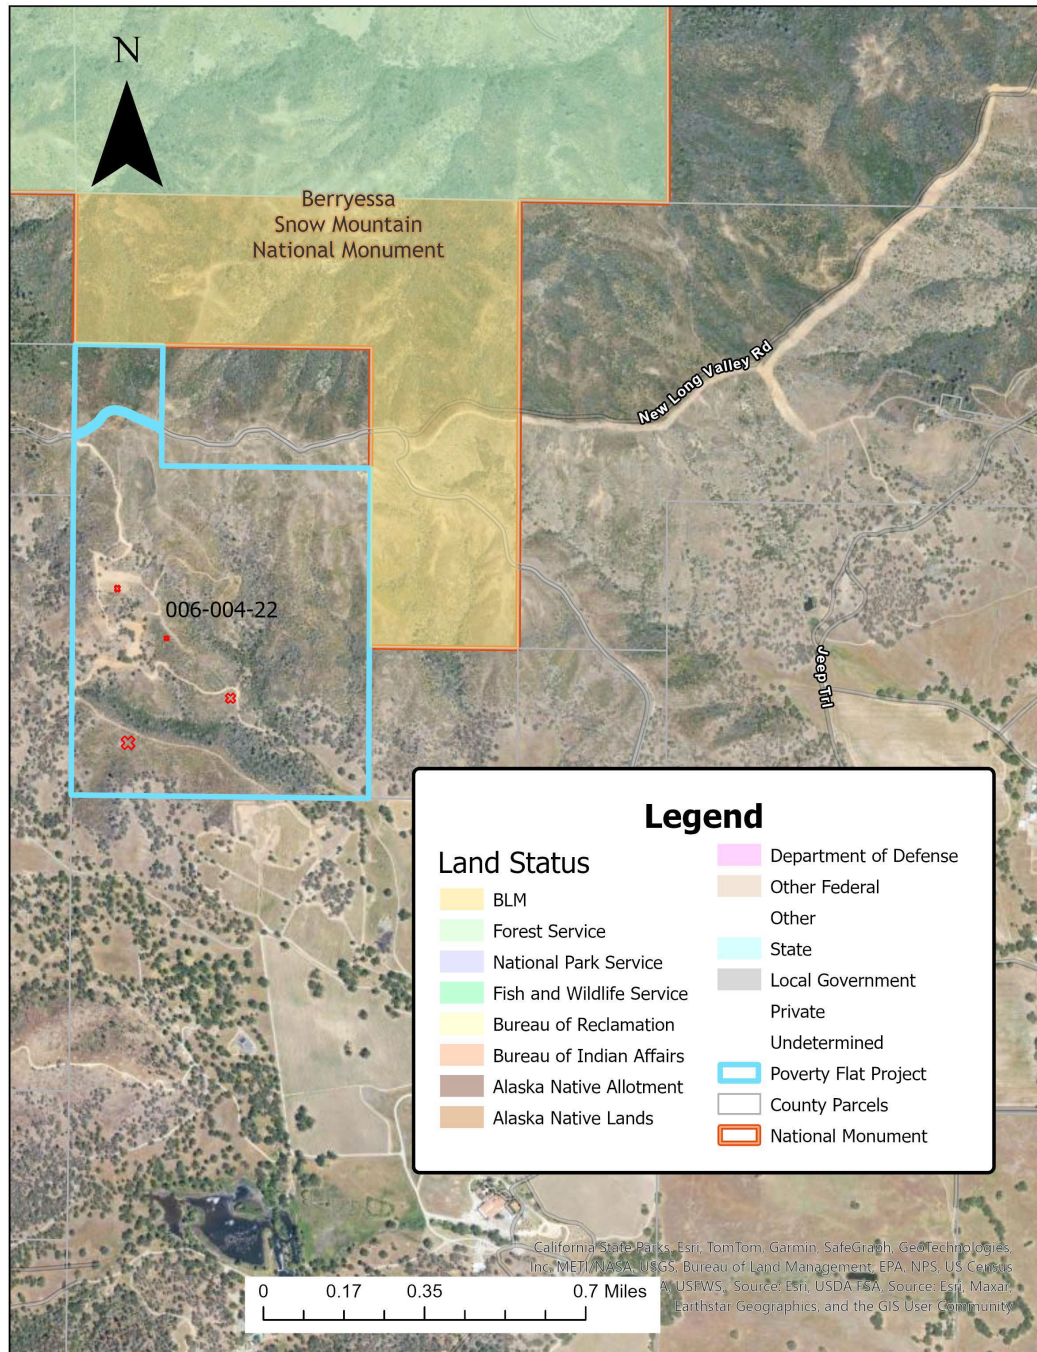 N
Berryessa
Snow Mountain
National Monument
New Long Valley Rd
006-004-22
Jeep Trl
Legend
Land Status
BLM
Forest Service
National Park Service
Fish and Wildlife Service
Bureau of Reclamation
Bureau of Indian Affairs
Alaska Native Allotment
Alaska Native Lands
Department of Defense
Other Federal
Other
State
Local Government
Private
Undetermined
Poverty Flat Project
County Parcels
National Monument
California State Parks, Esri, TomTom, Garmin, SafeGraph, GeoTechnologies,
Inc, METI/NASA, USGS, Bureau of Land Management, EPA, NPS, US Census
USFWS, Source: Esri, USDA FSA, Source: Esri, Maxar,
Earthstar Geographics, and the GIS User Community
0 0.17 0.35 0.7 Miles